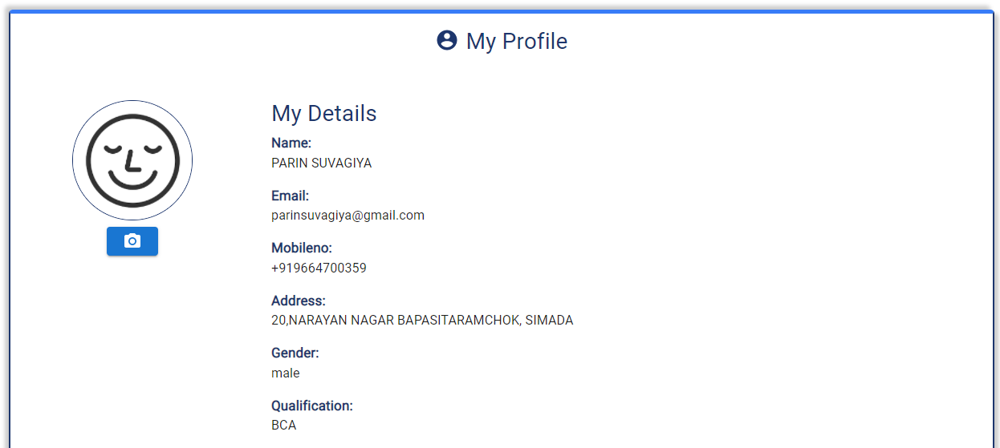 My Profile
My Details
Name:
PARIN SUVAGIYA
Email:
parinsuvagiya@gmail.com
Mobileno:
+919664700359
Address:
20,NARAYAN NAGAR BAPASITARAMCHOK, SIMADA
Gender:
male
Qualification:
BCA